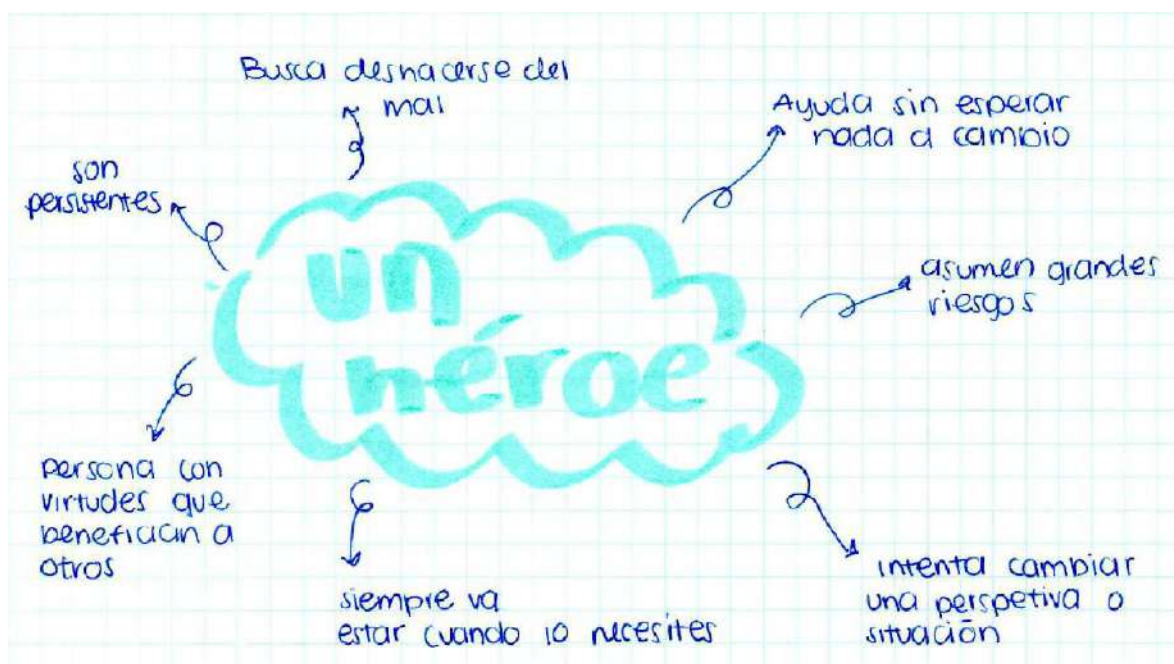 Busca deshacerse del
mal
Ayuda sin esperar
nada a cambio
son
persistentes
un
héroe
asumen grandes
riesgos
persona con
virtudes que
benefician a
otros
siempre va
estar cuando lo necesites
intenta cambiar
una perspetiva o
situación